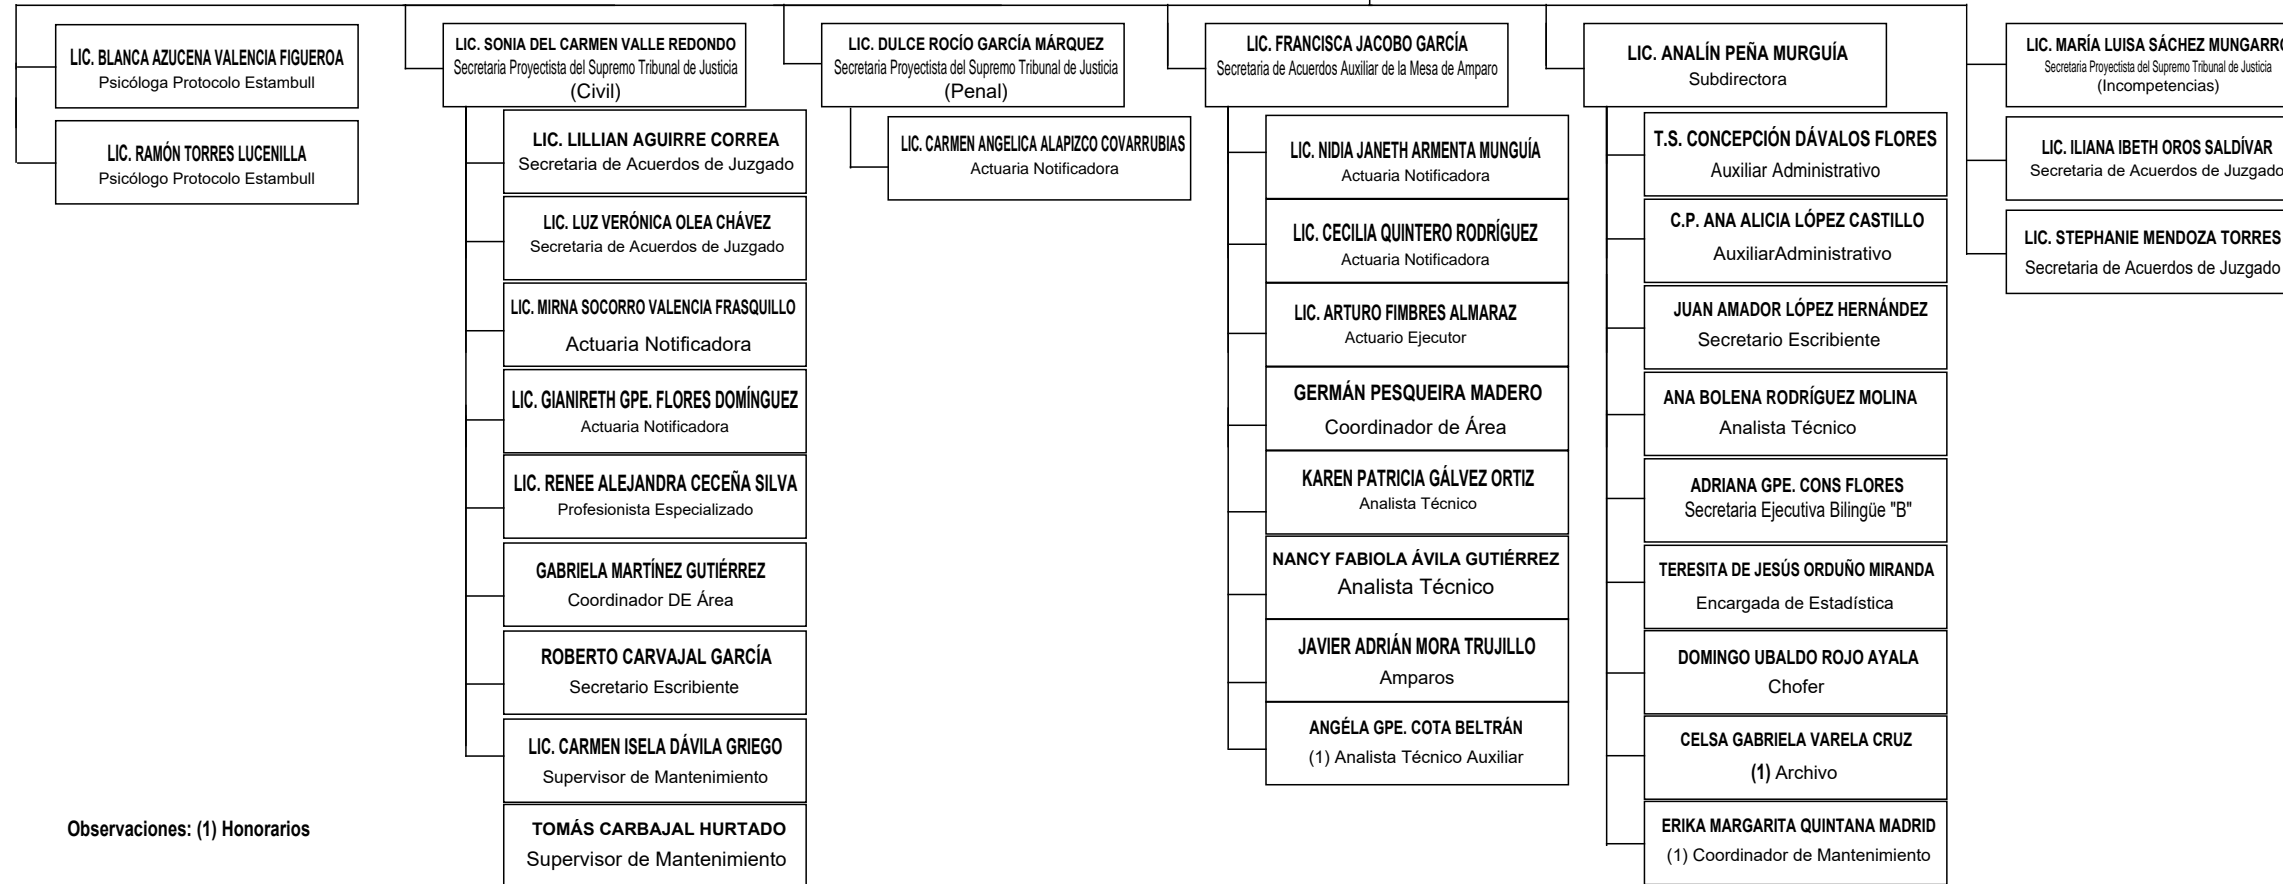 LIC. BLANCA AZUCENA VALENCIA FIGUEROA
Psicóloga Protocolo Estambull
LIC. RAMÓN TORRES LUCENILLA
Psicólogo Protocolo Estambull
LIC. SONIA DEL CARMEN VALLE REDONDO
Secretaria Proyectista del Supremo Tribunal de Justicia
(Civil)
LIC. LILLIAN AGUIRRE CORREA
Secretaria de Acuerdos de Juzgado
LIC. LUZ VERÓNICA OLEA CHÁVEZ
Secretaria de Acuerdos de Juzgado
LIC. MIRNA SOCORRO VALENCIA FRASQUILLO
Actuaria Notificadora
LIC. GIANIRETH GPE. FLORES DOMÍNGUEZ
Actuaria Notificadora
LIC. RENEE ALEJANDRA CECEÑA SILVA
Profesionista Especializado
GABRIELA MARTÍNEZ GUTIÉRREZ
Coordinador DE Área
ROBERTO CARVAJAL GARCÍA
Secretario Escribiente
LIC. CARMEN ISELA DÁVILA GRIEGO
Supervisor de Mantenimiento
TOMÁS CARBAJAL HURTADO
Supervisor de Mantenimiento
LIC. DULCE ROCÍO GARCÍA MÁRQUEZ
Secretaria Proyectista del Supremo Tribunal de Justicia
(Penal)
LIC. CARMEN ANGELICA ALAPIZCO COVARRUBIAS
Actuaria Notificadora
LIC. FRANCISCA JACOBO GARCÍA
Secretaria de Acuerdos Auxiliar de la Mesa de Amparo
LIC. NIDIA JANETH ARMENTA MUNGUÍA
Actuaria Notificadora
LIC. CECILIA QUINTERO RODRÍGUEZ
Actuaria Notificadora
LIC. ARTURO FIMBRES ALMARAZ
Actuario Ejecutor
GERMÁN PESQUEIRA MADERO
Coordinador de Área
KAREN PATRICIA GÁLVEZ ORTIZ
Analista Técnico
NANCY FABIOLA ÁVILA GUTIÉRREZ
Analista Técnico
JAVIER ADRIÁN MORA TRUJILLO
Amparos
ANGÉLA GPE. COTA BELTRÁN
(1) Analista Técnico Auxiliar
LIC. ANALÍN PEÑA MURGUÍA
Subdirectora
T.S. CONCEPCIÓN DÁVALOS FLORES
Auxiliar Administrativo
C.P. ANA ALICIA LÓPEZ CASTILLO
AuxiliarAdministrativo
JUAN AMADOR LÓPEZ HERNÁNDEZ
Secretario Escribiente
ANA BOLENA RODRÍGUEZ MOLINA
Analista Técnico
ADRIANA GPE. CONS FLORES
Secretaria Ejecutiva Bilingüe "B"
TERESITA DE JESÚS ORDUÑO MIRANDA
Encargada de Estadística
DOMINGO UBALDO ROJO AYALA
Chofer
CELSA GABRIELA VARELA CRUZ
(1) Archivo
ERIKA MARGARITA QUINTANA MADRID
(1) Coordinador de Mantenimiento
LIC. MARÍA LUISA SÁCHEZ MUNGARRO
Secretaria Proyectista del Supremo Tribunal de Justicia
(Incompetencias)
LIC. ILIANA IBETH OROS SALDÍVAR
Secretaria de Acuerdos de Juzgado
LIC. STEPHANIE MENDOZA TORRES
Secretaria de Acuerdos de Juzgado
Observaciones: (1) Honorarios